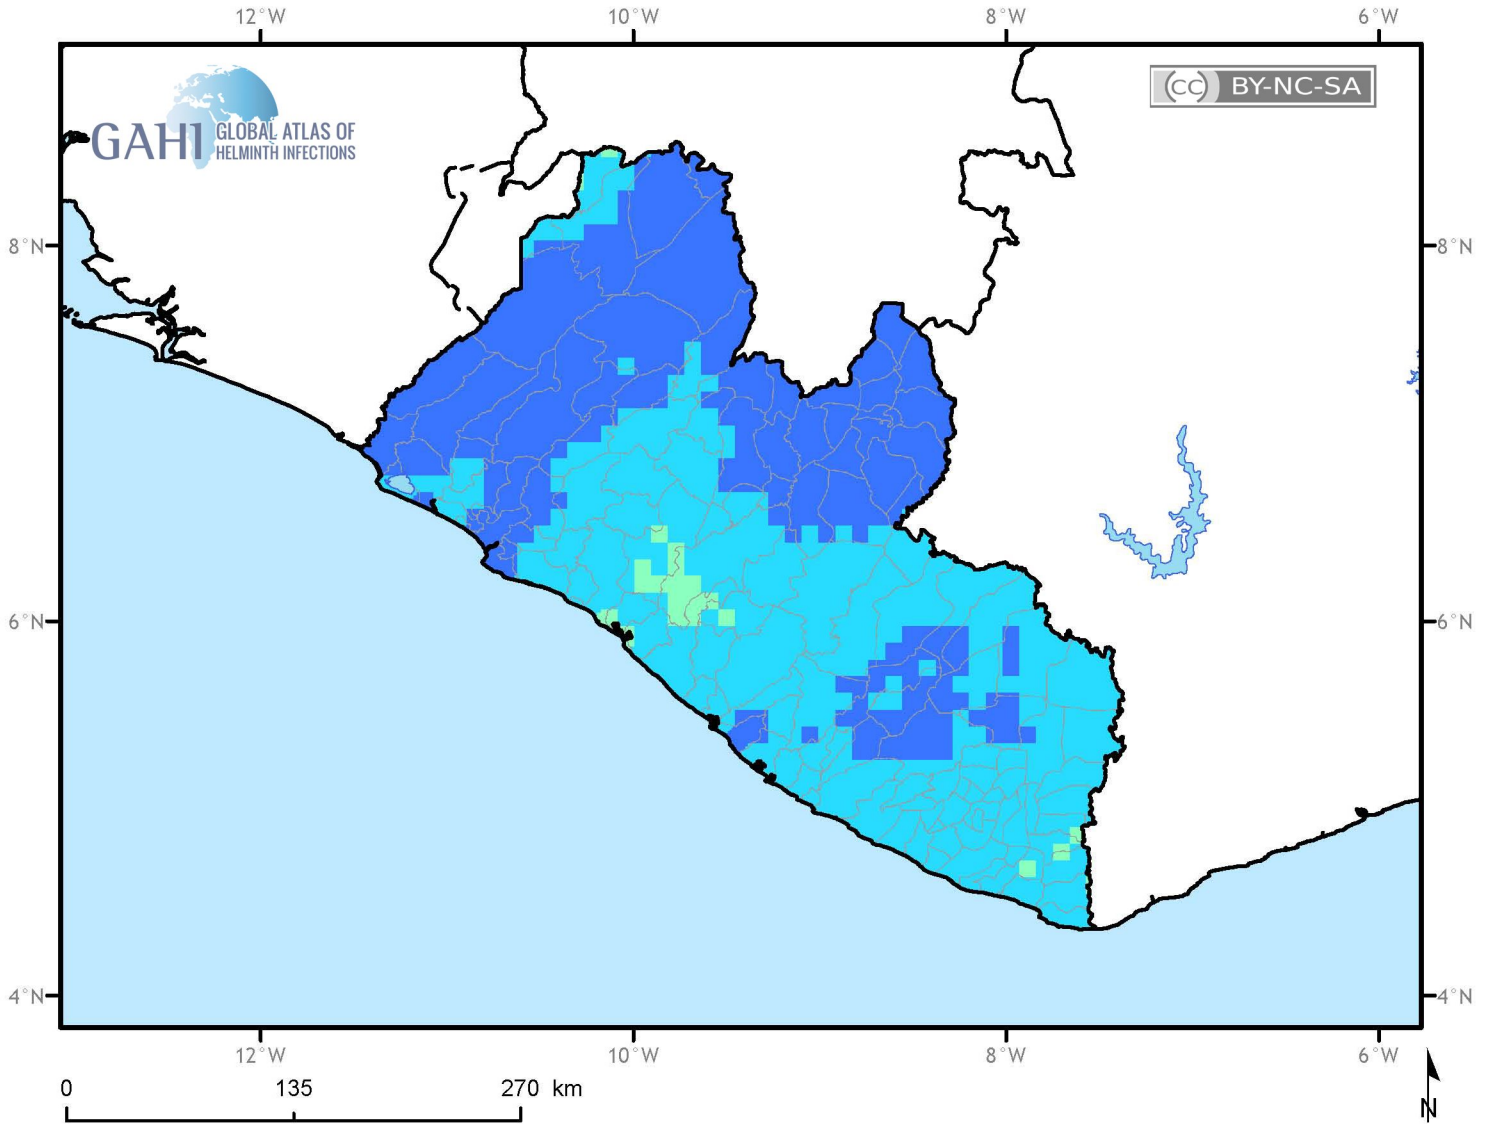 12°W 10°W 8°W 6°W
GAHI GLOBAL ATLAS OF
HELMINTH INFECTIONS
(cc) BY-NC-SA
8°N 8°N
6°N 6°N
4°N 4°N
12°W 10°W 8°W 6°W
0 135 270 km
N